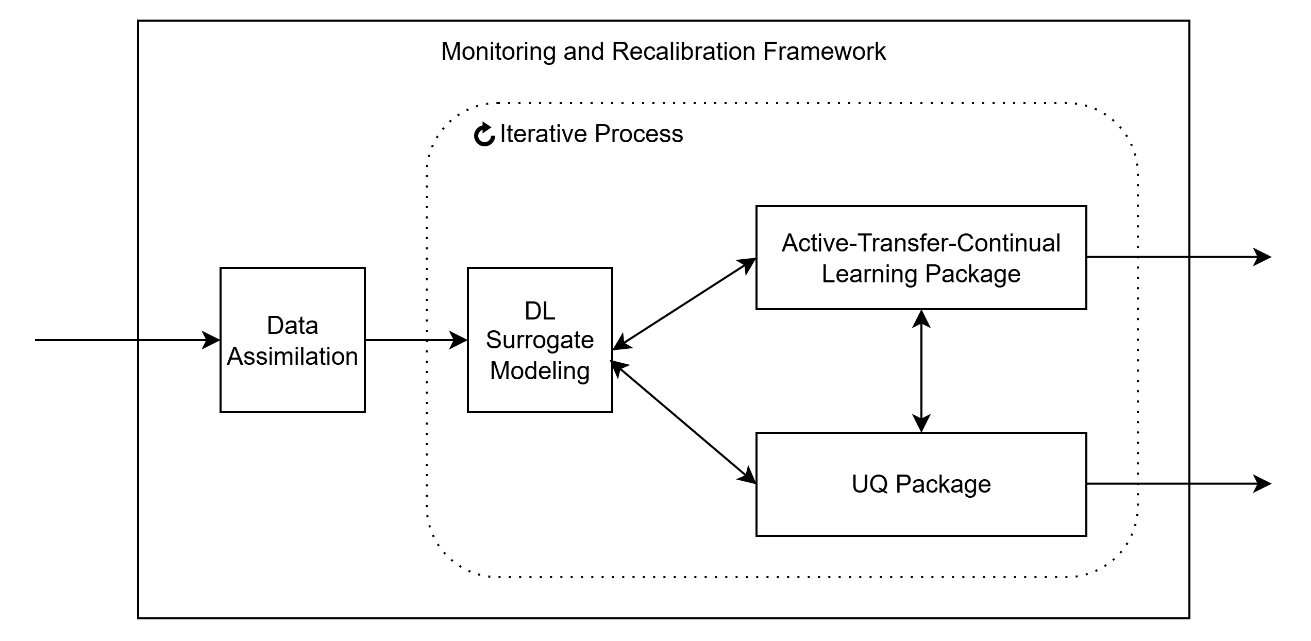 Monitoring and Recalibration Framework
Iterative Process
Active-Transfer-Continual
Learning Package
Data
Assimilation
DL
Surrogate
Modeling
UQ Package